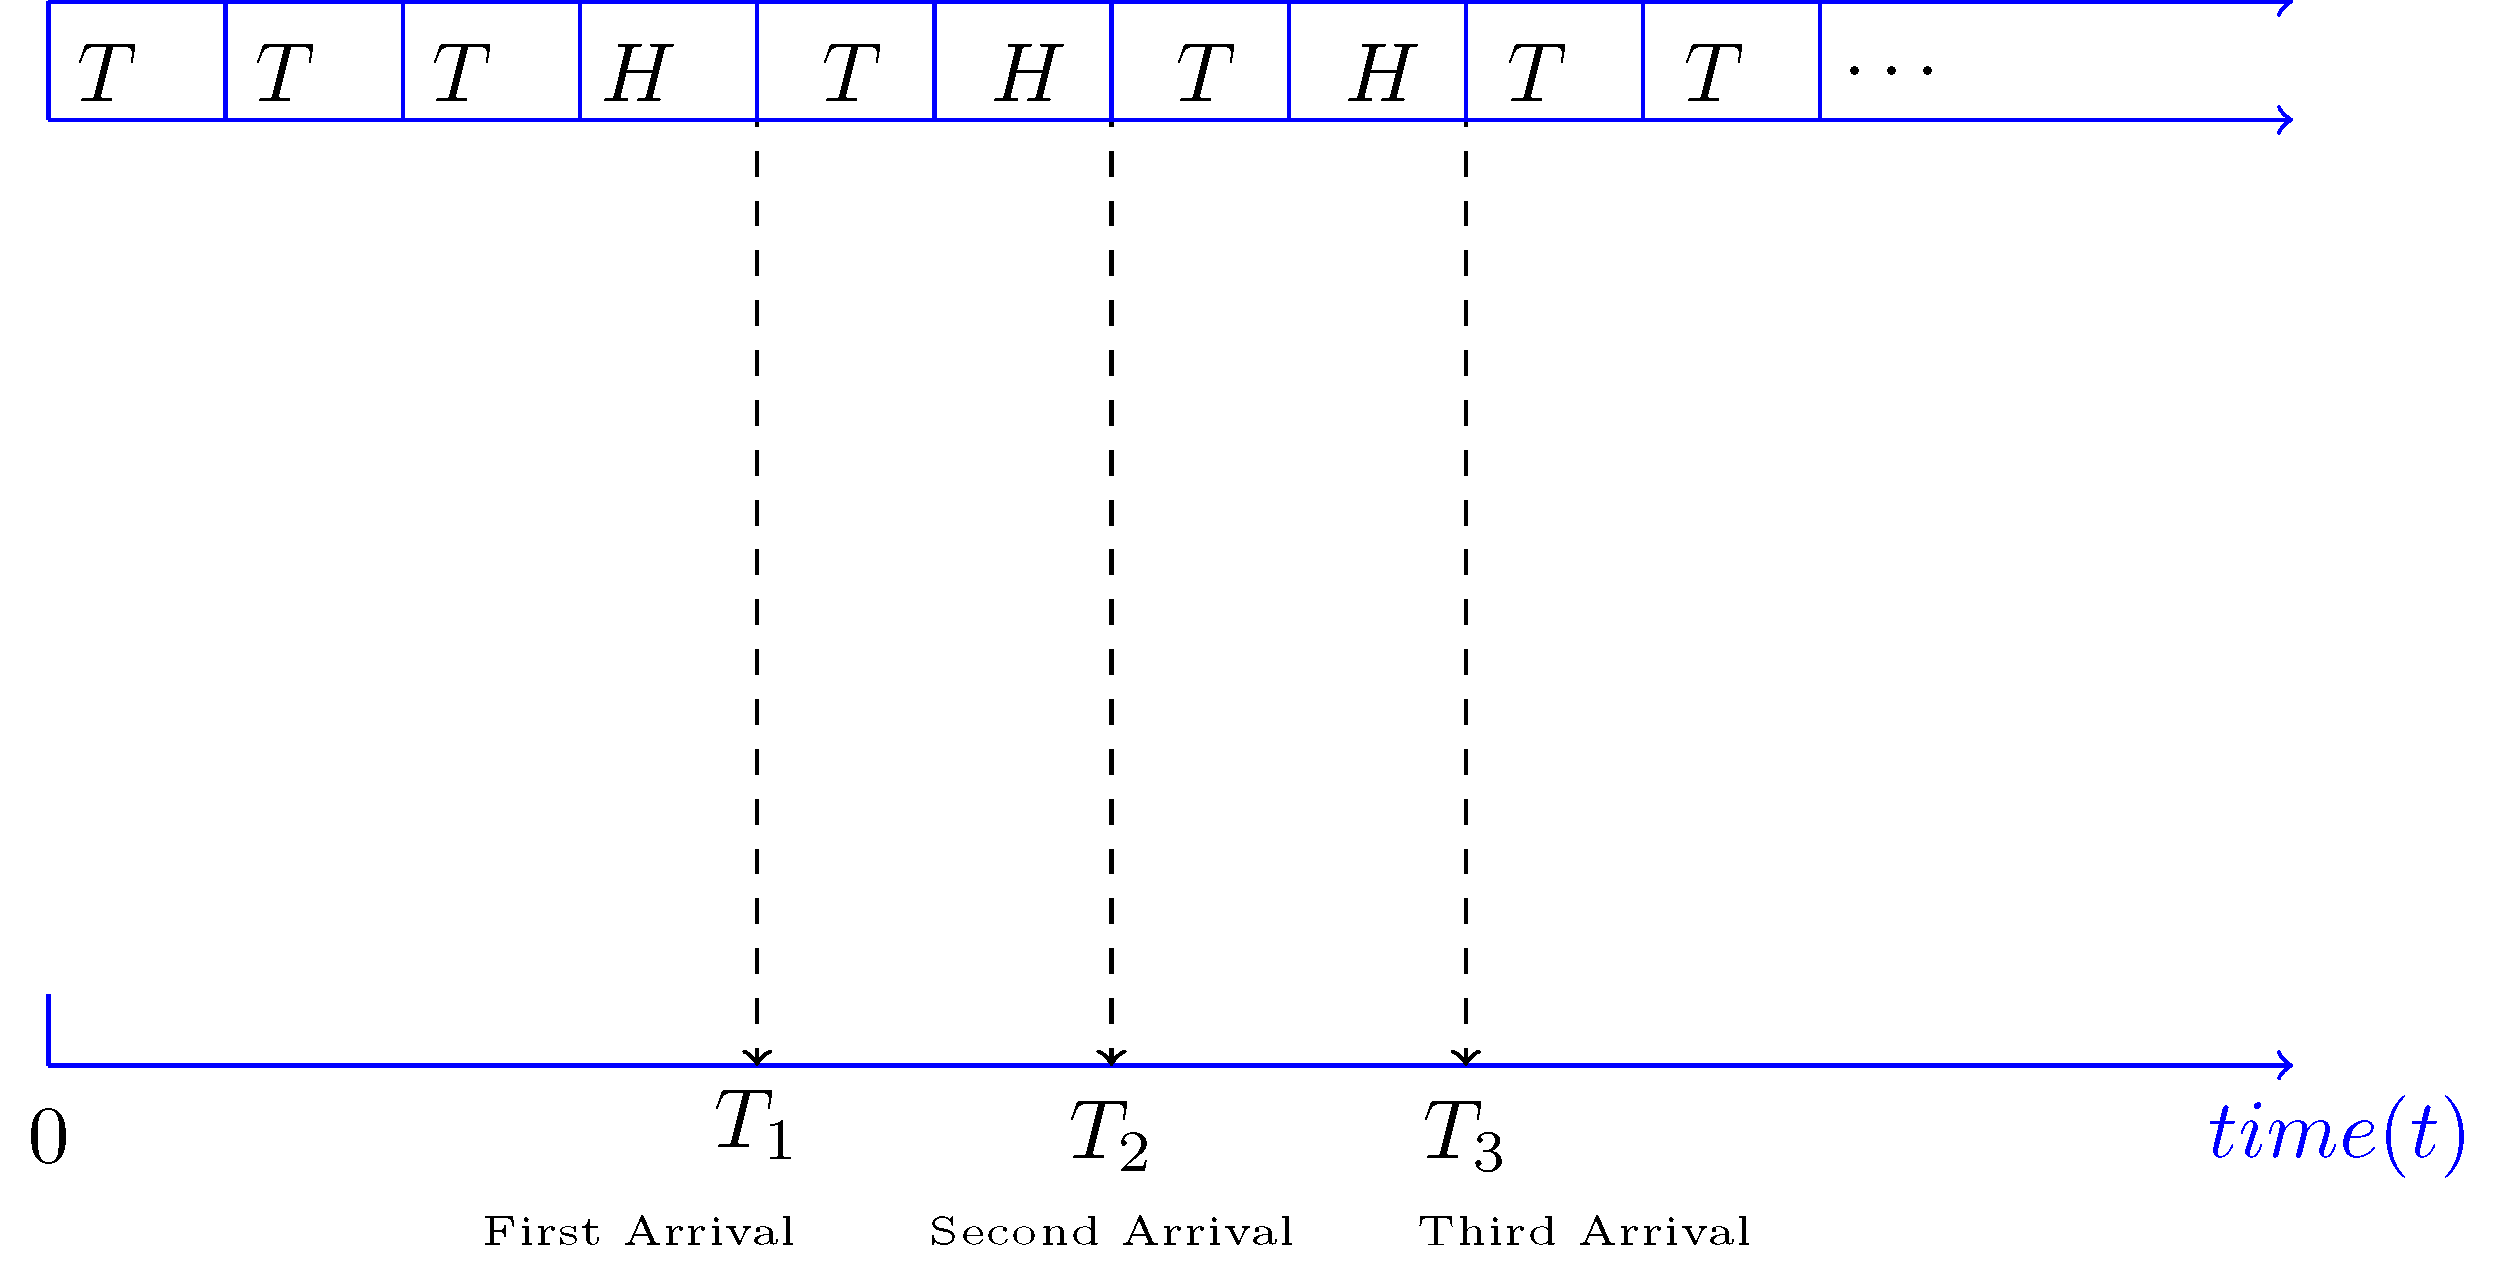 T T T H T H T H T T ⋯
0 T₁ T₂ T₃ time(t)
First Arrival Second Arrival Third Arrival